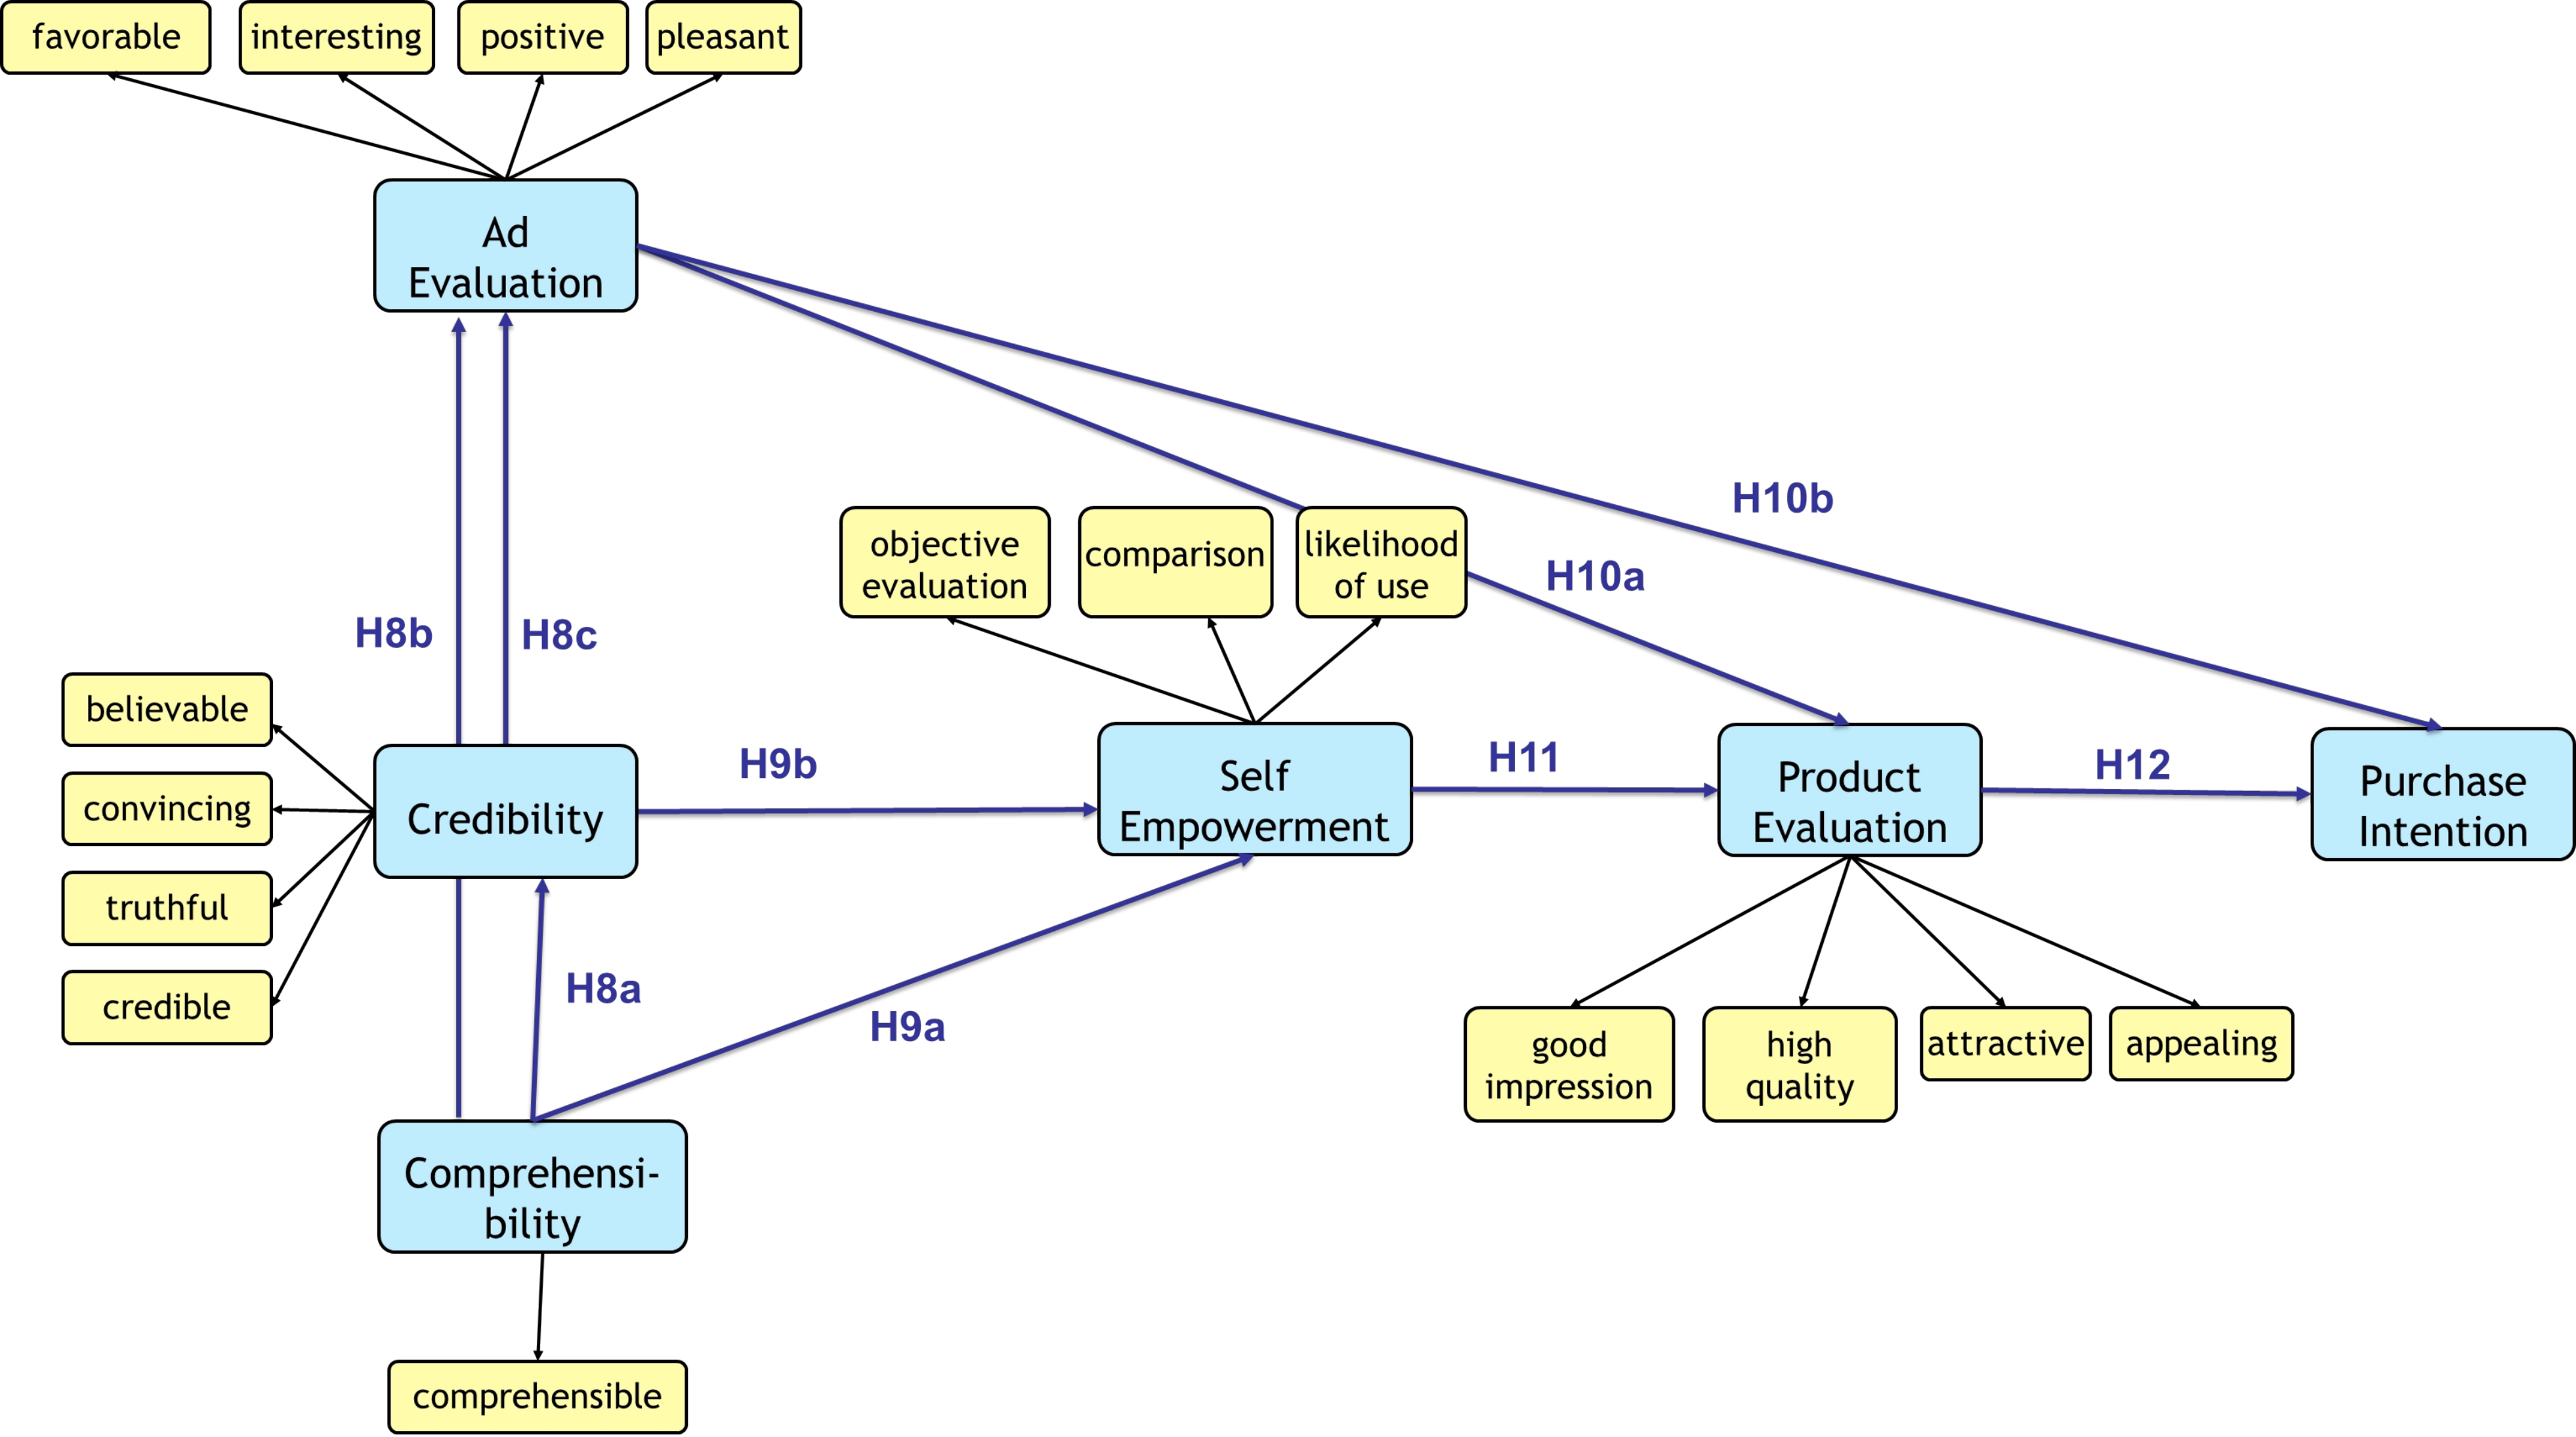 favorable
interesting
positive
pleasant
Ad
Evaluation
H10b
objective
evaluation
comparison
likelihood
of use
H10a
H8b
H8c
believable
convincing
truthful
credible
Credibility
H9b
Self
Empowerment
H11
Product
Evaluation
H12
Purchase
Intention
H8a
H9a
good
impression
high
quality
attractive
appealing
Comprehensi-
bility
comprehensible